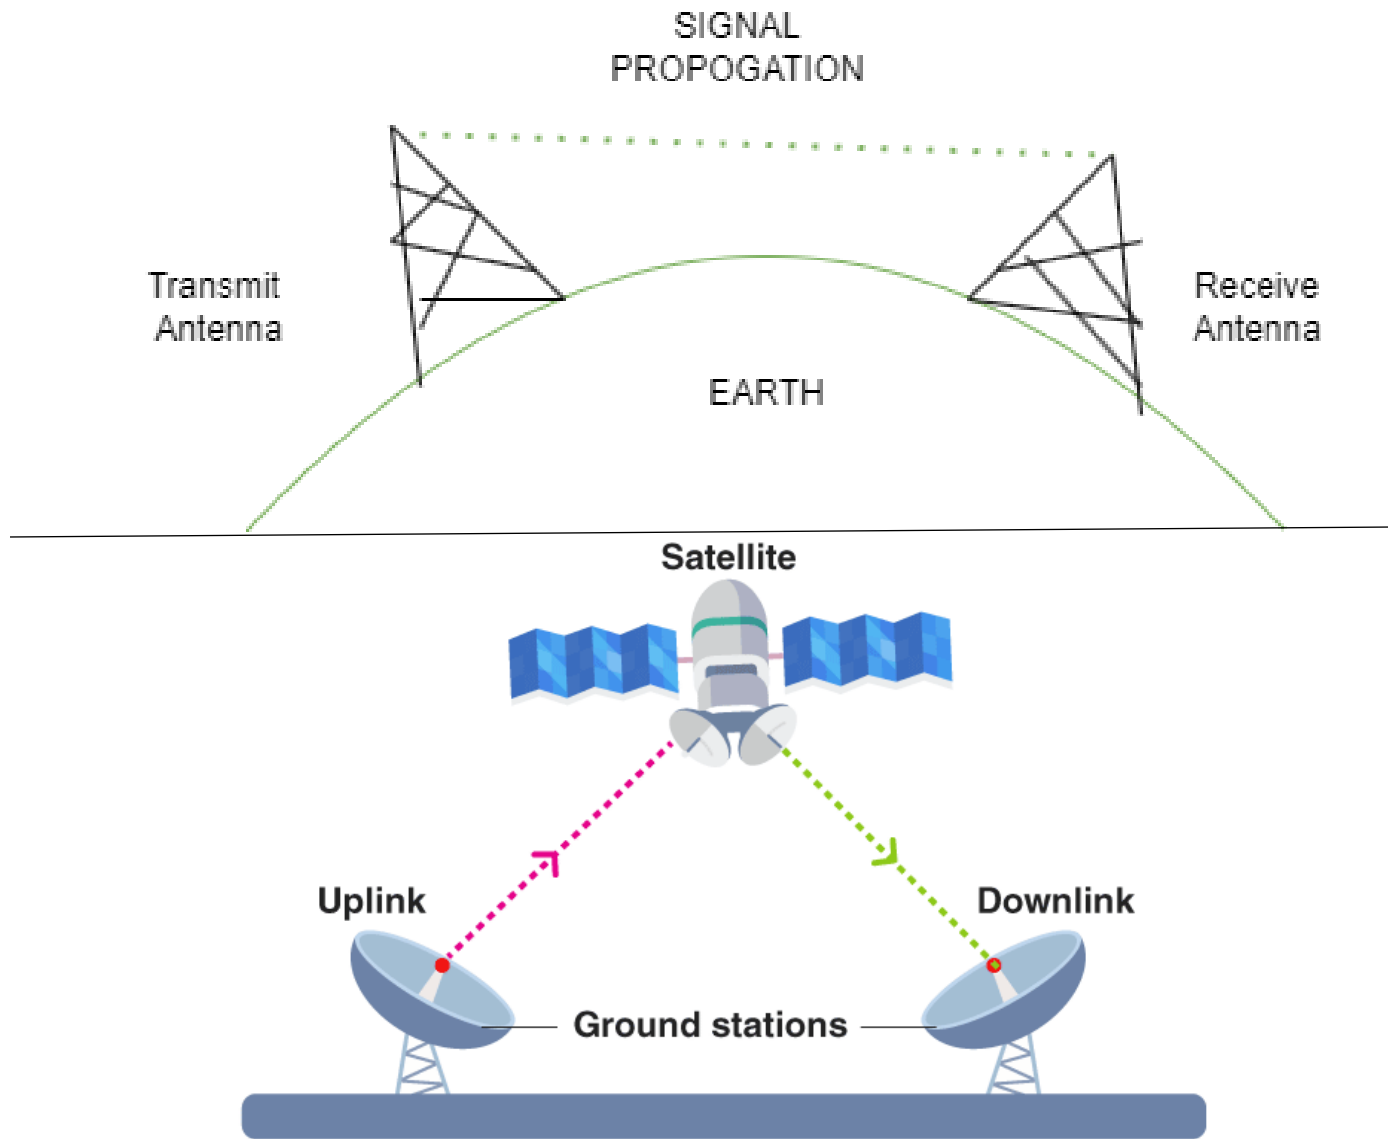 SIGNAL
PROPOGATION
Transmit
Antenna
Receive
Antenna
EARTH
Satellite
Uplink
Downlink
Ground stations